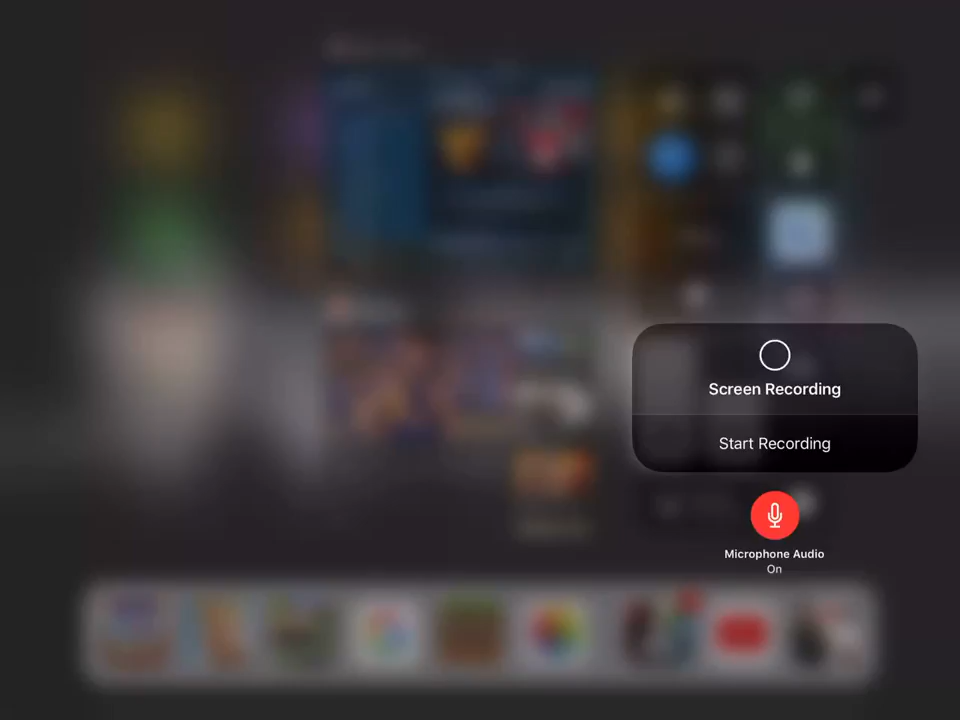 Screen Recording
Start Recording
Microphone Audio
On